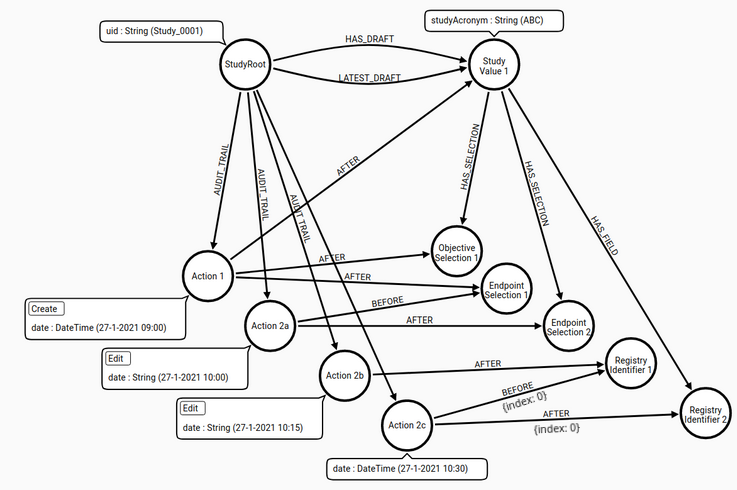 uid : String (Study_0001)
studyAcronym : String (ABC)
StudyRoot
HAS_DRAFT
LATEST_DRAFT
Study
Value 1
AUDIT_TRAIL
AUDIT_TRAIL
AUDIT_TRAIL
AFTER
HAS_SELECTION
HAS_SELECTION
HAS_FIELD
Objective
Selection 1
AFTER
Action 1
AFTER
Endpoint
Selection 1
BEFORE
Create
date : DateTime (27-1-2021 09:00)
Action 2a
AFTER
Endpoint
Selection 2
Edit
date : String (27-1-2021 10:00)
Action 2b
AFTER
Registry
Identifier 1
BEFORE
{index: 0}
Edit
date : String (27-1-2021 10:15)
Action 2c
AFTER
{index: 0}
Registry
Identifier 2
date : DateTime (27-1-2021 10:30)